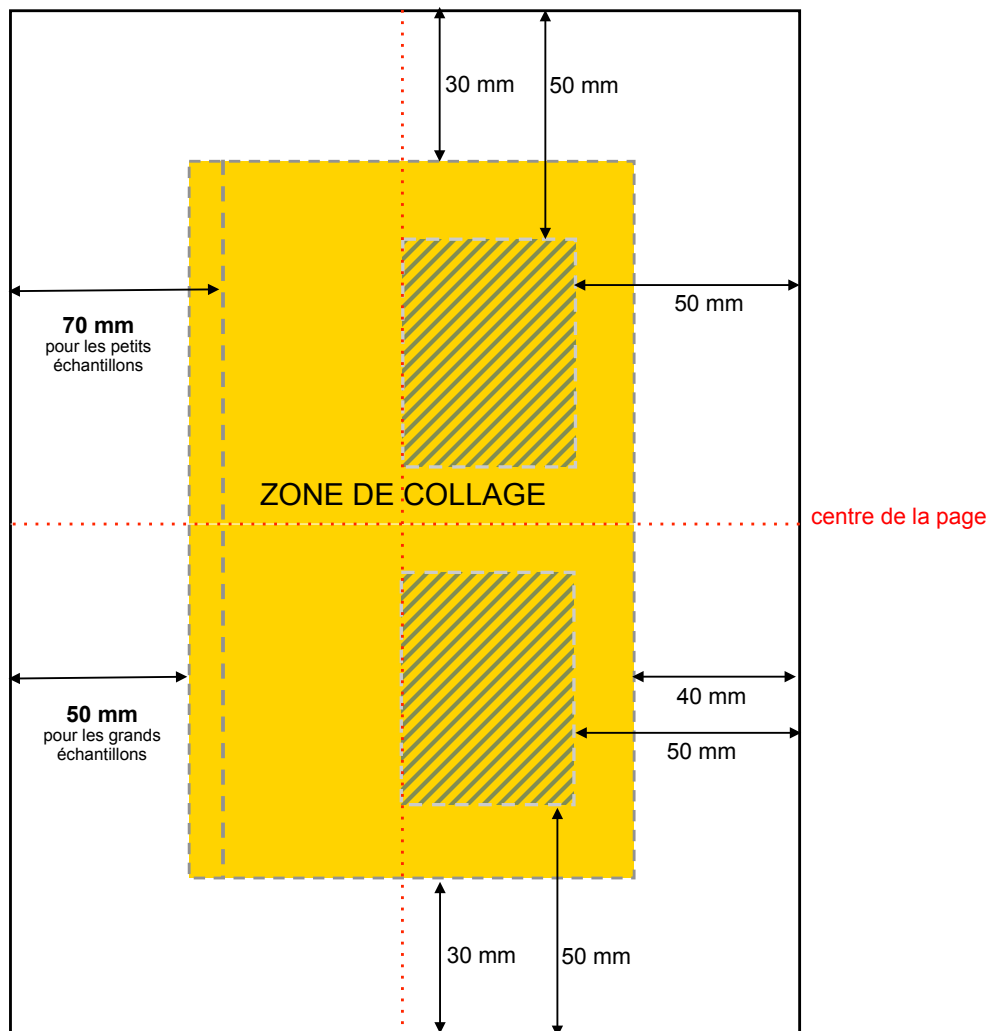 30 mm
50 mm
70 mm
pour les petits
échantillons
50 mm
ZONE DE COLLAGE
centre de la page
50 mm
pour les grands
échantillons
40 mm
50 mm
30 mm
50 mm